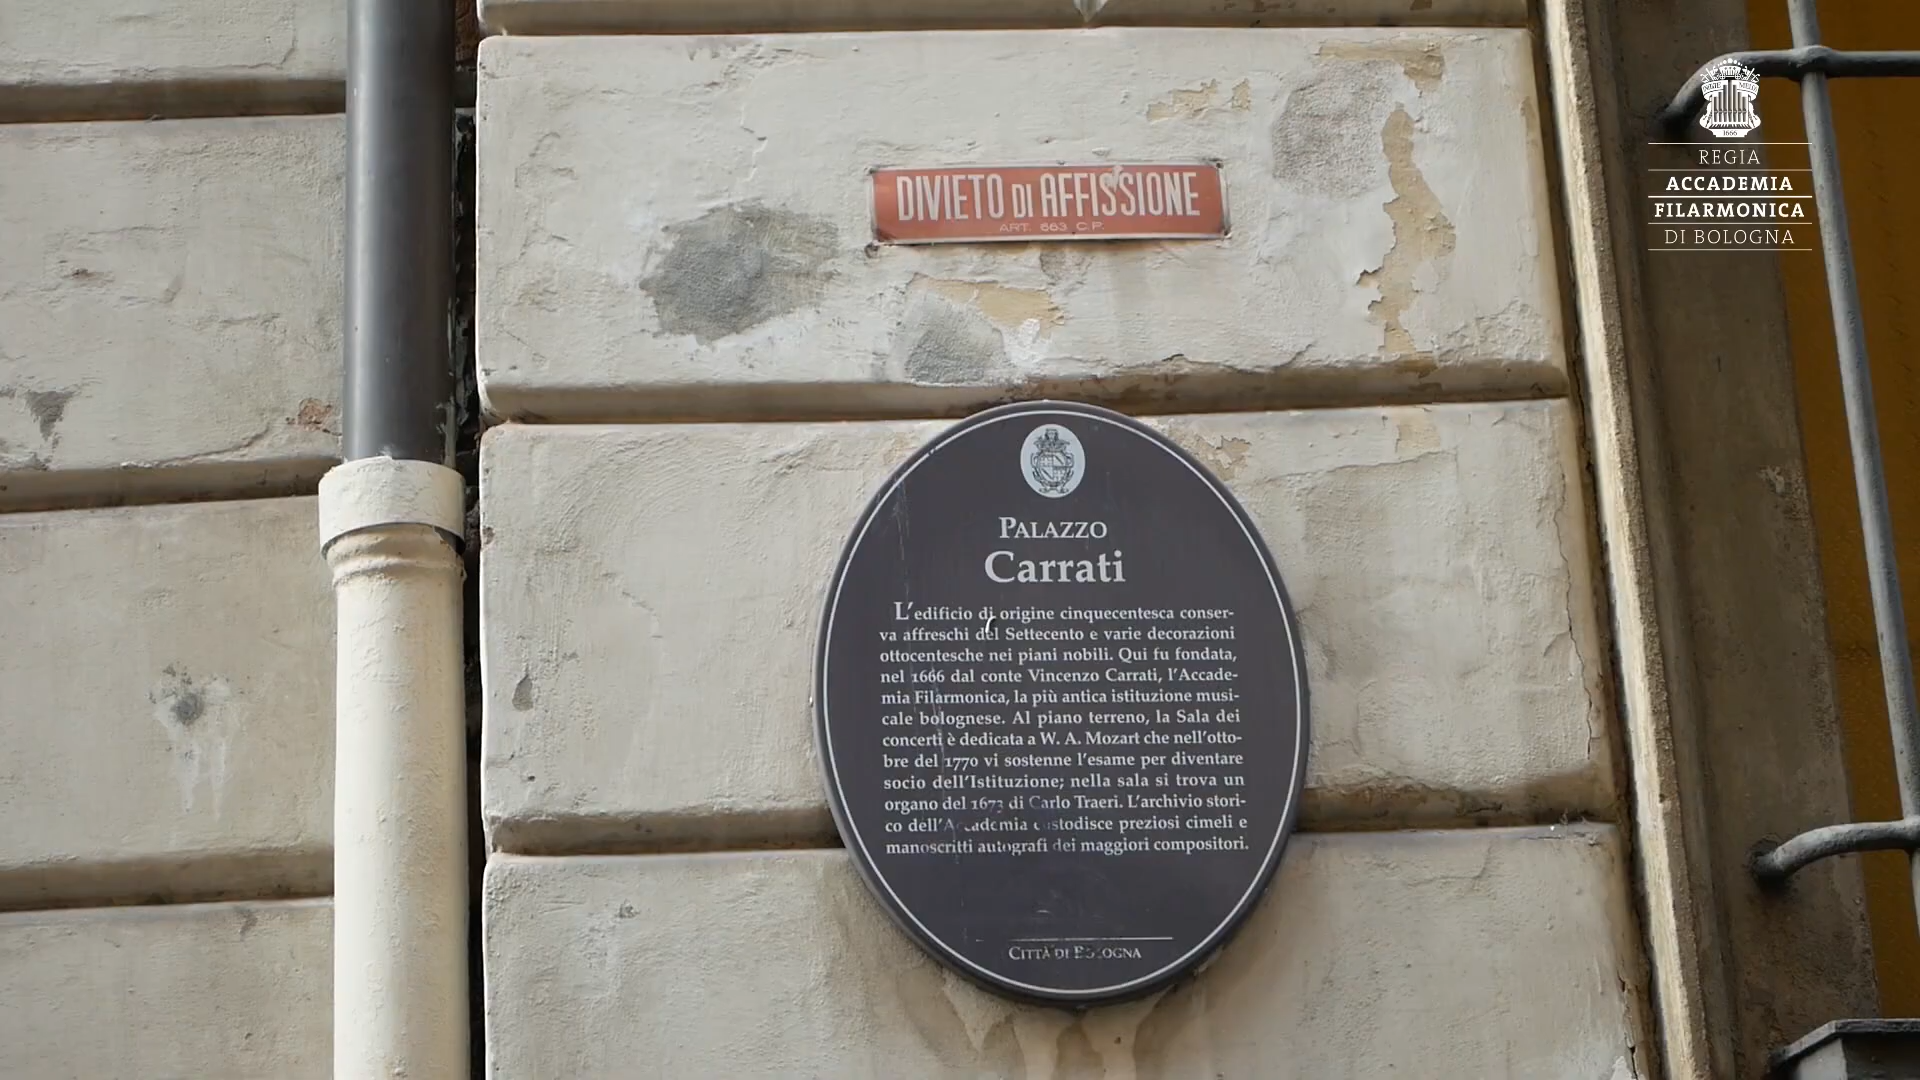 DIVIETO DI AFFISSIONE
ART. 663 C.P.
1666
REGIA
ACCADEMIA
FILARMONICA
DI BOLOGNA
PALAZZO
Carrati
L'edificio di origine cinquecentesca conser-
va affreschi del Settecento e varie decorazioni
ottocentesche nei piani nobili. Qui fu fondata,
nel 1666 dal conte Vincenzo Carrati, l'Accade-
mia Filarmonica, la più antica istituzione musi-
cale bolognese. Al piano terreno, la Sala dei
concerti è dedicata a W. A. Mozart che nell'otto-
bre del 1770 vi sostenne l'esame per diventare
socio dell'Istituzione; nella sala si trova un
organo del 1673 di Carlo Traeri. L'archivio stori-
co dell'Accademia custodisce preziosi cimeli e
manoscritti autografi dei maggiori compositori.
CITTÀ DI BOLOGNA